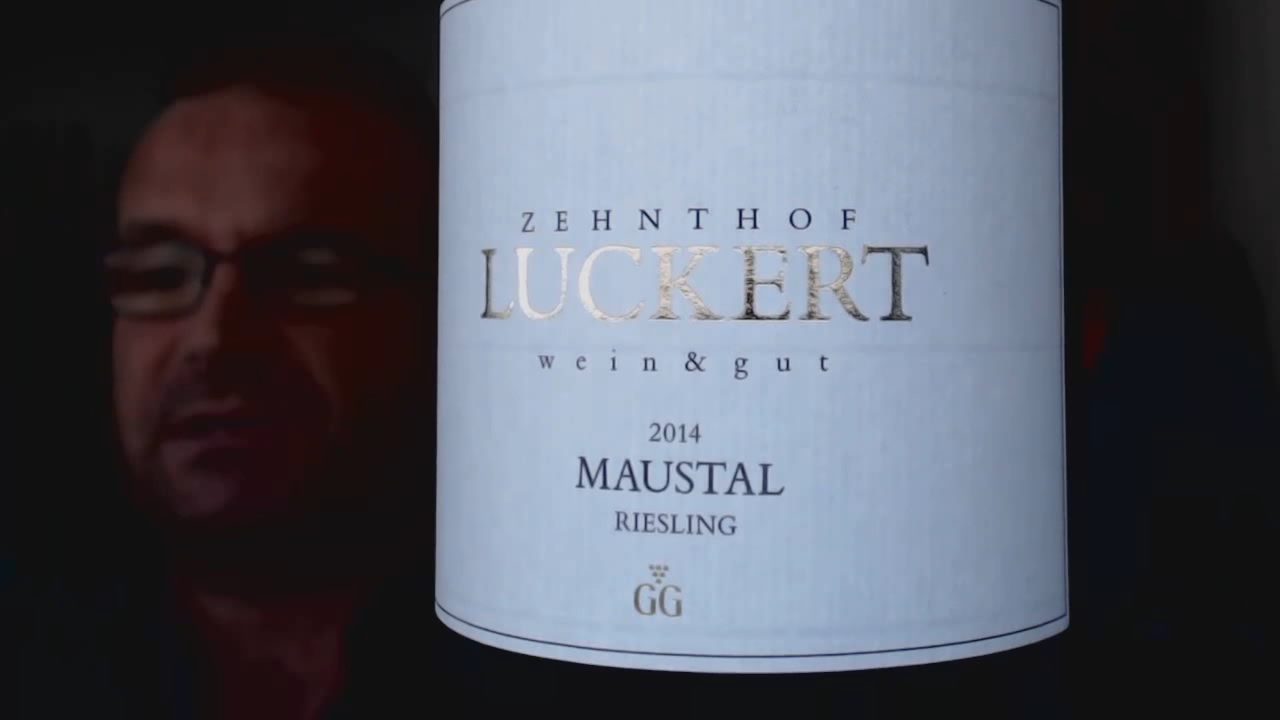 ZEHNTHOF
LUCKERT
wein&gut
2014
MAUSTAL
RIESLING
GG